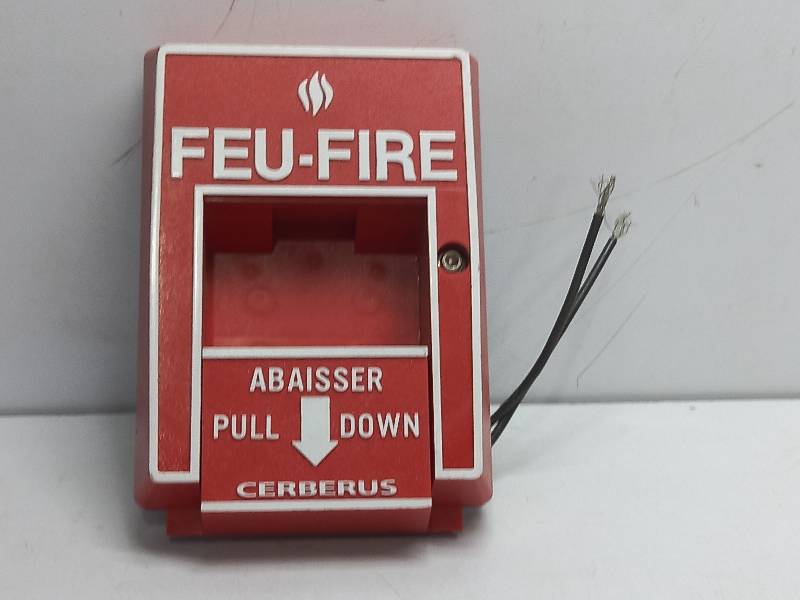 FEU-FIRE
ABAISSER
PULL DOWN
CERBERUS